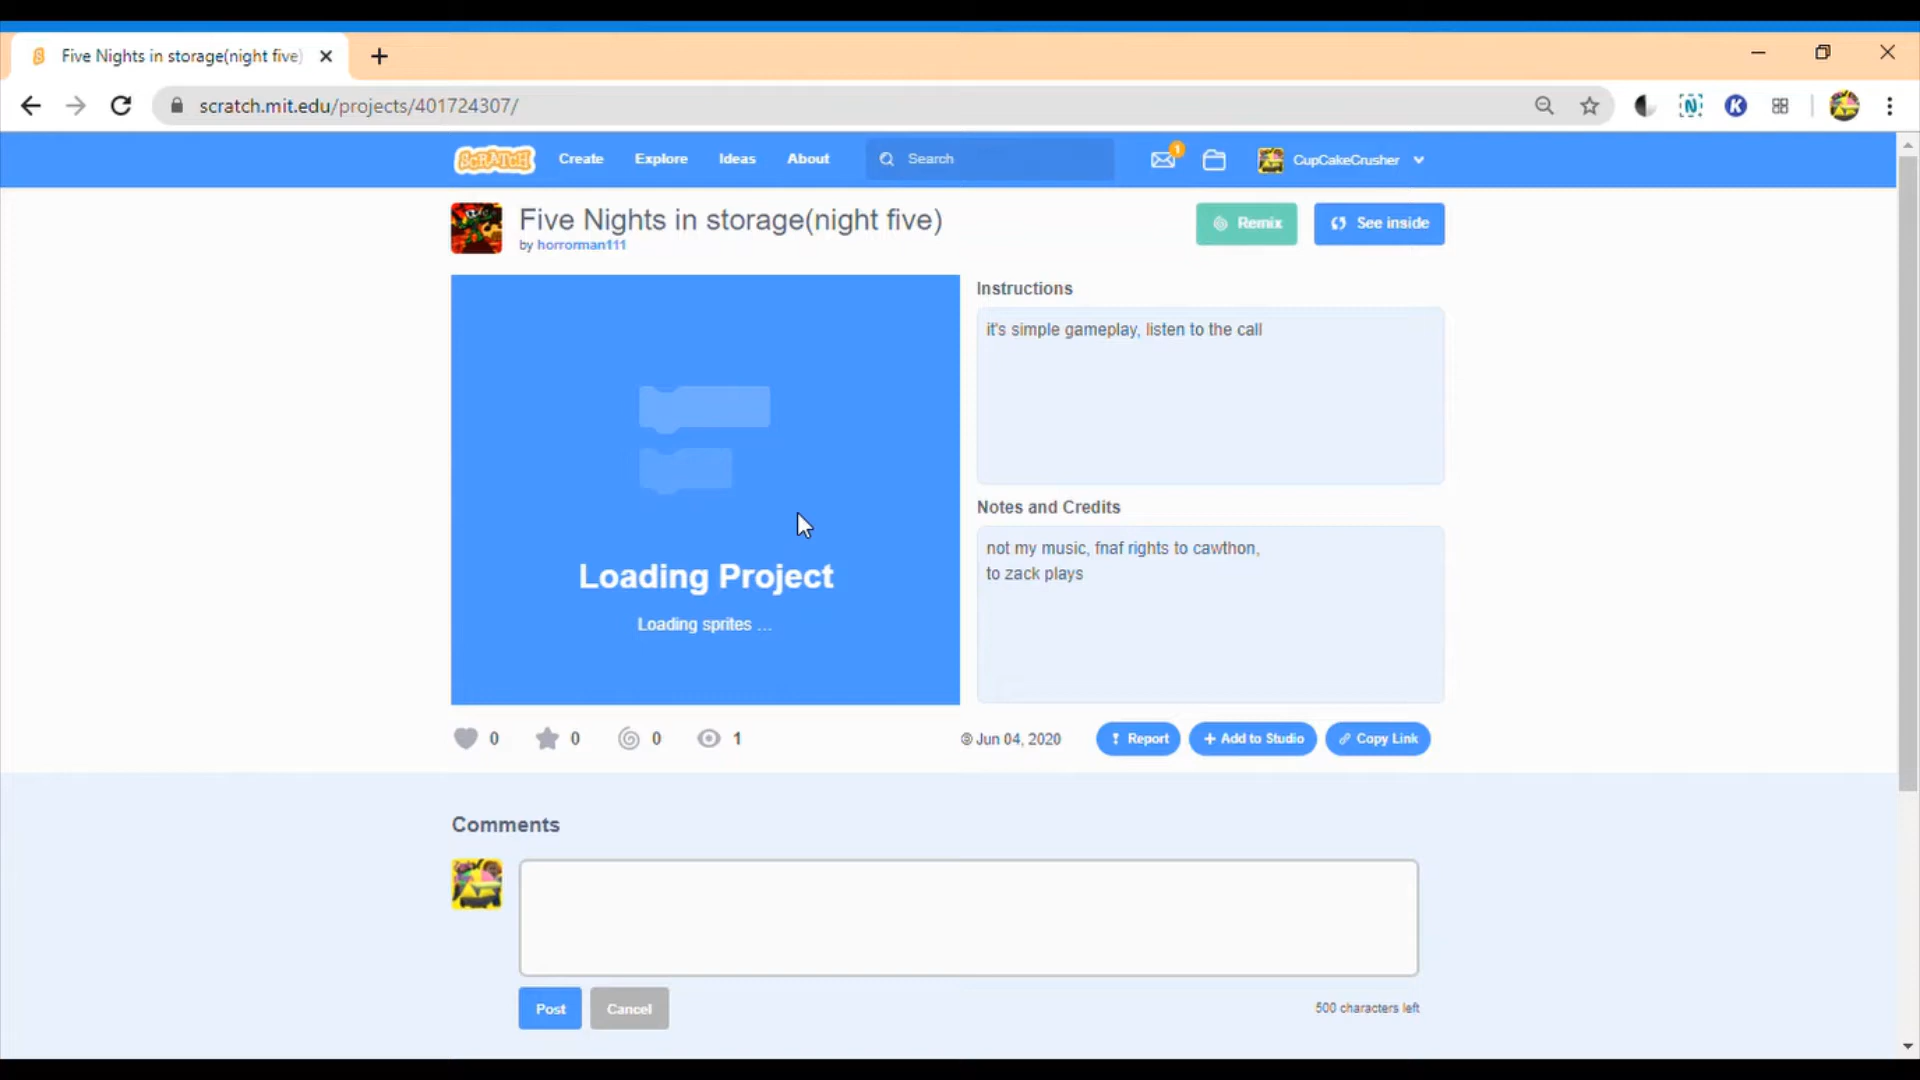 Five Nights in storage(night five)
scratch.mit.edu/projects/401724307/
K
SCRATCH
Create
Explore
Ideas
About
Search
1
CupCakeCrusher
Five Nights in storage(night five)
by horrorman111
Remix
See inside
Loading Project
Loading sprites ...
Instructions
it's simple gameplay, listen to the call
Notes and Credits
not my music, fnaf rights to cawthon,
to zack plays
0
0
0
1
Jun 04, 2020
Report
+ Add to Studio
Copy Link
Comments
Post
Cancel
500 characters left